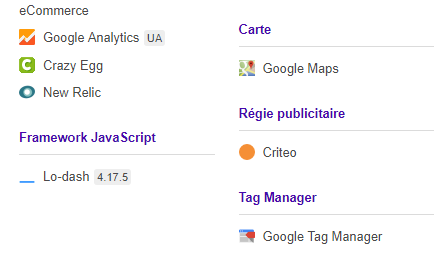 eCommerce
Google Analytics UA
Crazy Egg
New Relic
Framework JavaScript
Lo-dash 4.17.5
Carte
Google Maps
Régie publicitaire
Criteo
Tag Manager
Google Tag Manager